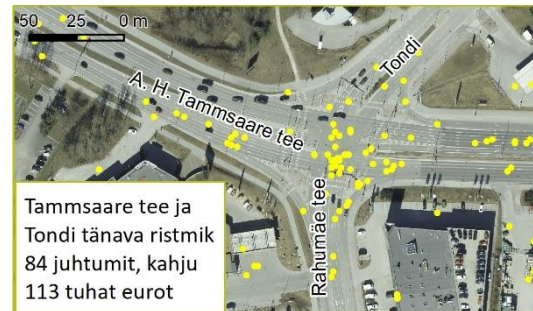 50 25 0 m
A. H. Tammsaare tee
Tondi
Rahumäe tee
Tammsaare tee ja
Tondi tänava ristmik
84 juhtumit, kahju
113 tuhat eurot